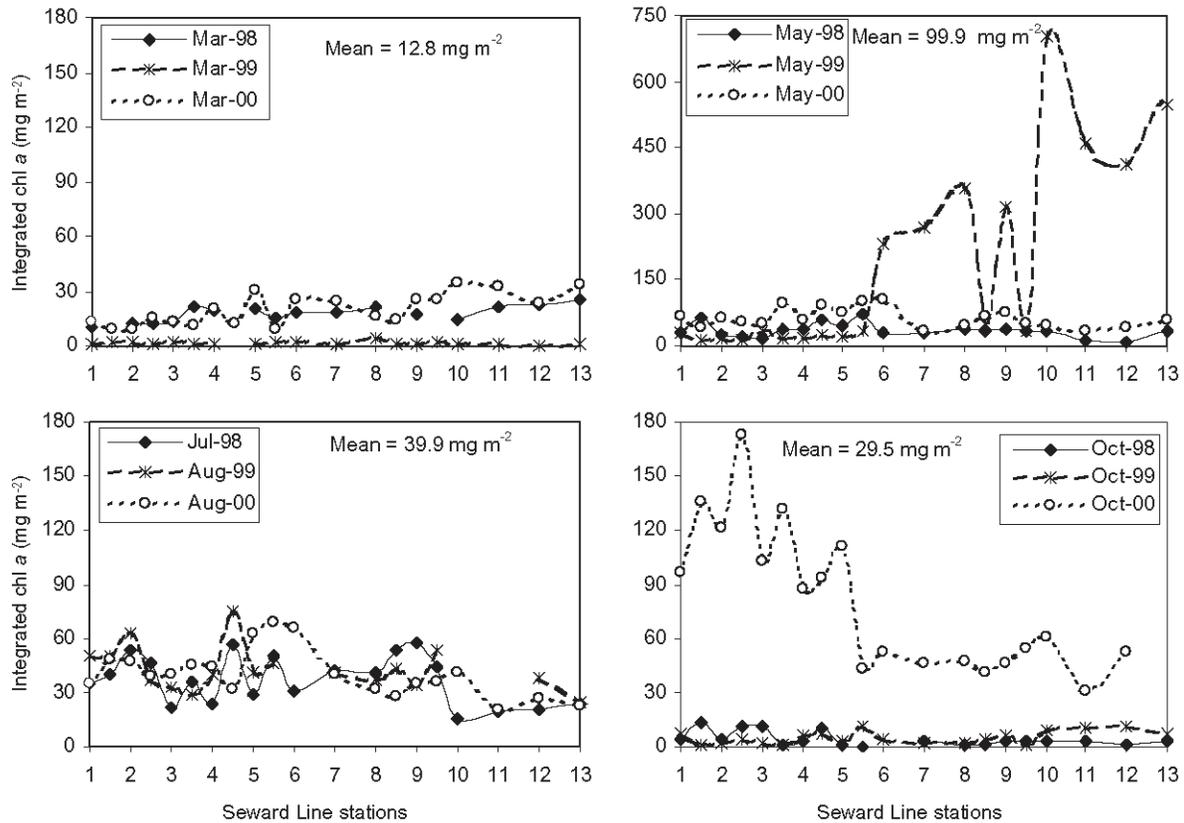 180
150
120
90
60
30
0
Integrated chl a (mg m-2)
Mar-98
Mar-99
Mar-00
Mean = 12.8 mg m-2
1 2 3 4 5 6 7 8 9 10 11 12 13
750
600
450
300
150
0
May-98
May-99
May-00
Mean = 99.9 mg m-2
1 2 3 4 5 6 7 8 9 10 11 12 13
180
150
120
90
60
30
0
Integrated chl a (mg m-2)
Jul-98
Aug-99
Aug-00
Mean = 39.9 mg m-2
1 2 3 4 5 6 7 8 9 10 11 12 13
Seward Line stations
180
150
120
90
60
30
0
Mean = 29.5 mg m-2
Oct-98
Oct-99
Oct-00
1 2 3 4 5 6 7 8 9 10 11 12 13
Seward Line stations